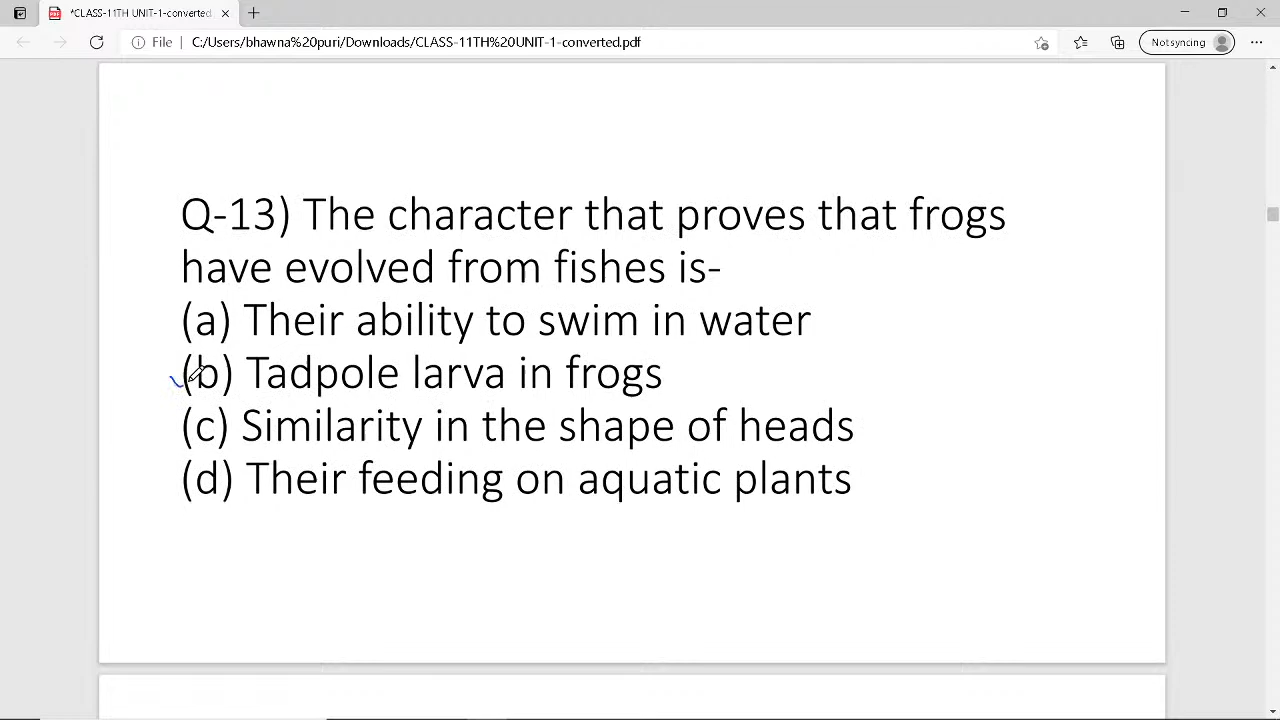 *CLASS-11TH UNIT-1-converted.
File | C:/Users/bhawna%20puri/Downloads/CLASS-11TH%20UNIT-1-converted.pdf
Not syncing
Q-13) The character that proves that frogs
have evolved from fishes is-
(a) Their ability to swim in water
(b) Tadpole larva in frogs
(c) Similarity in the shape of heads
(d) Their feeding on aquatic plants